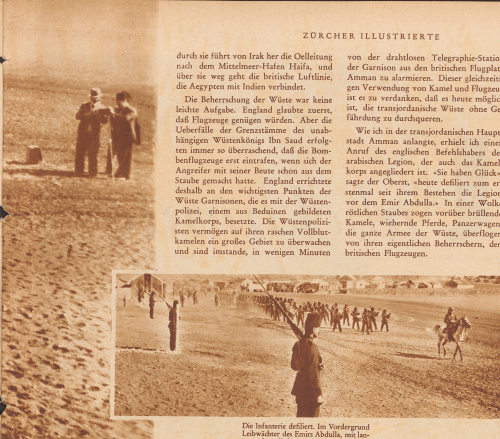 ZÜRCHER ILLUSTRIERTE
durch sie führt von Irak her die Oelleitung
nach dem Mittelmeer-Hafen Haifa, und
über sie weg geht die britische Luftlinie,
die Aegypten mit Indien verbindet.
Die Beherrschung der Wüste war keine
leichte Aufgabe. England glaubte zuerst,
daß Flugzeuge genügen würden. Aber die
Ueberfälle der Grenzstämme des unab-
hängigen Wüstenkönigs Ibn Saud erfolg-
ten immer so überraschend, daß die Bom-
benflugzeuge erst eintrafen, wenn sich der
Angreifer mit seiner Beute schon aus dem
Staube gemacht hatte. England errichtete
deshalb an den wichtigsten Punkten der
Wüste Garnisonen, die es mit der Wüsten-
polizei, einem aus Beduinen gebildeten
Kamelkorps, besetzte. Die Wüstenpolizi-
sten vermögen auf ihren raschen Vollblut-
kamelen ein großes Gebiet zu überwachen
und sind imstande, in wenigen Minuten
von der drahtlosen Telegraphie-Statio
der Garnison aus den britischen Flugplat
Amman zu alarmieren. Dieser gleichzeiti
gen Verwendung von Kamel und Flugzeu
ist es zu verdanken, daß es heute möglic
ist, die transjordanische Wüste ohne Ge
fährdung zu durchqueren.
Wie ich in der transjordanischen Haup
stadt Amman anlangte, erhielt ich einen
Anruf des englischen Befehlshabers de
arabischen Legion, der auch das Kamel
korps angegliedert ist. «Sie haben Glück»
sagte der Oberst, «heute defiliert zum er
stenmal seit ihrem Bestehen die Legion
vor dem Emir Abdulla.» In einer Wolk
rötlichen Staubes zogen vorüber brüllend
Kamele, wiehernde Pferde, Panzerwagen
die ganze Armee der Wüste, überflogen
von ihren eigentlichen Beherrschern, den
britischen Flugzeugen.
Die Infanterie defiliert. Im Vordergrund
Leibwächter des Emirs Abdulla, mit lan-